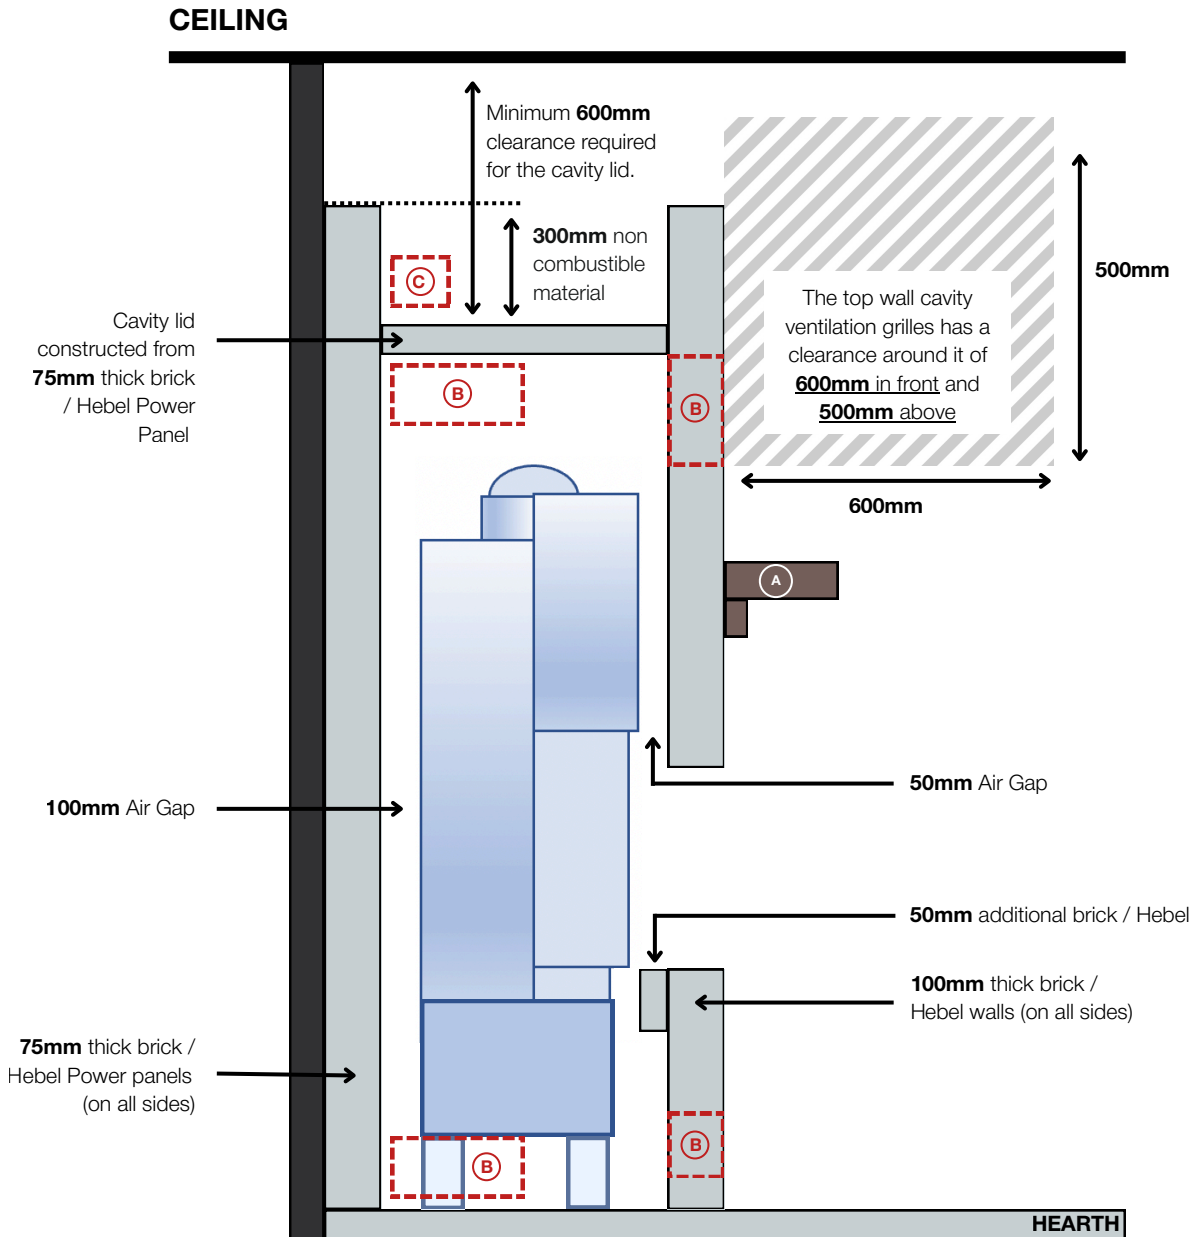 CEILING
Minimum 600mm
clearance required
for the cavity lid.
300mm non
combustible
material
500mm
C
The top wall cavity
ventilation grilles has a
clearance around it of
600mm in front and
500mm above
Cavity lid
constructed from
75mm thick brick
/ Hebel Power
Panel
B
B
600mm
A
50mm Air Gap
100mm Air Gap
50mm additional brick / Hebel
100mm thick brick /
Hebel walls (on all sides)
75mm thick brick /
Hebel Power panels
(on all sides)
B
B
HEARTH